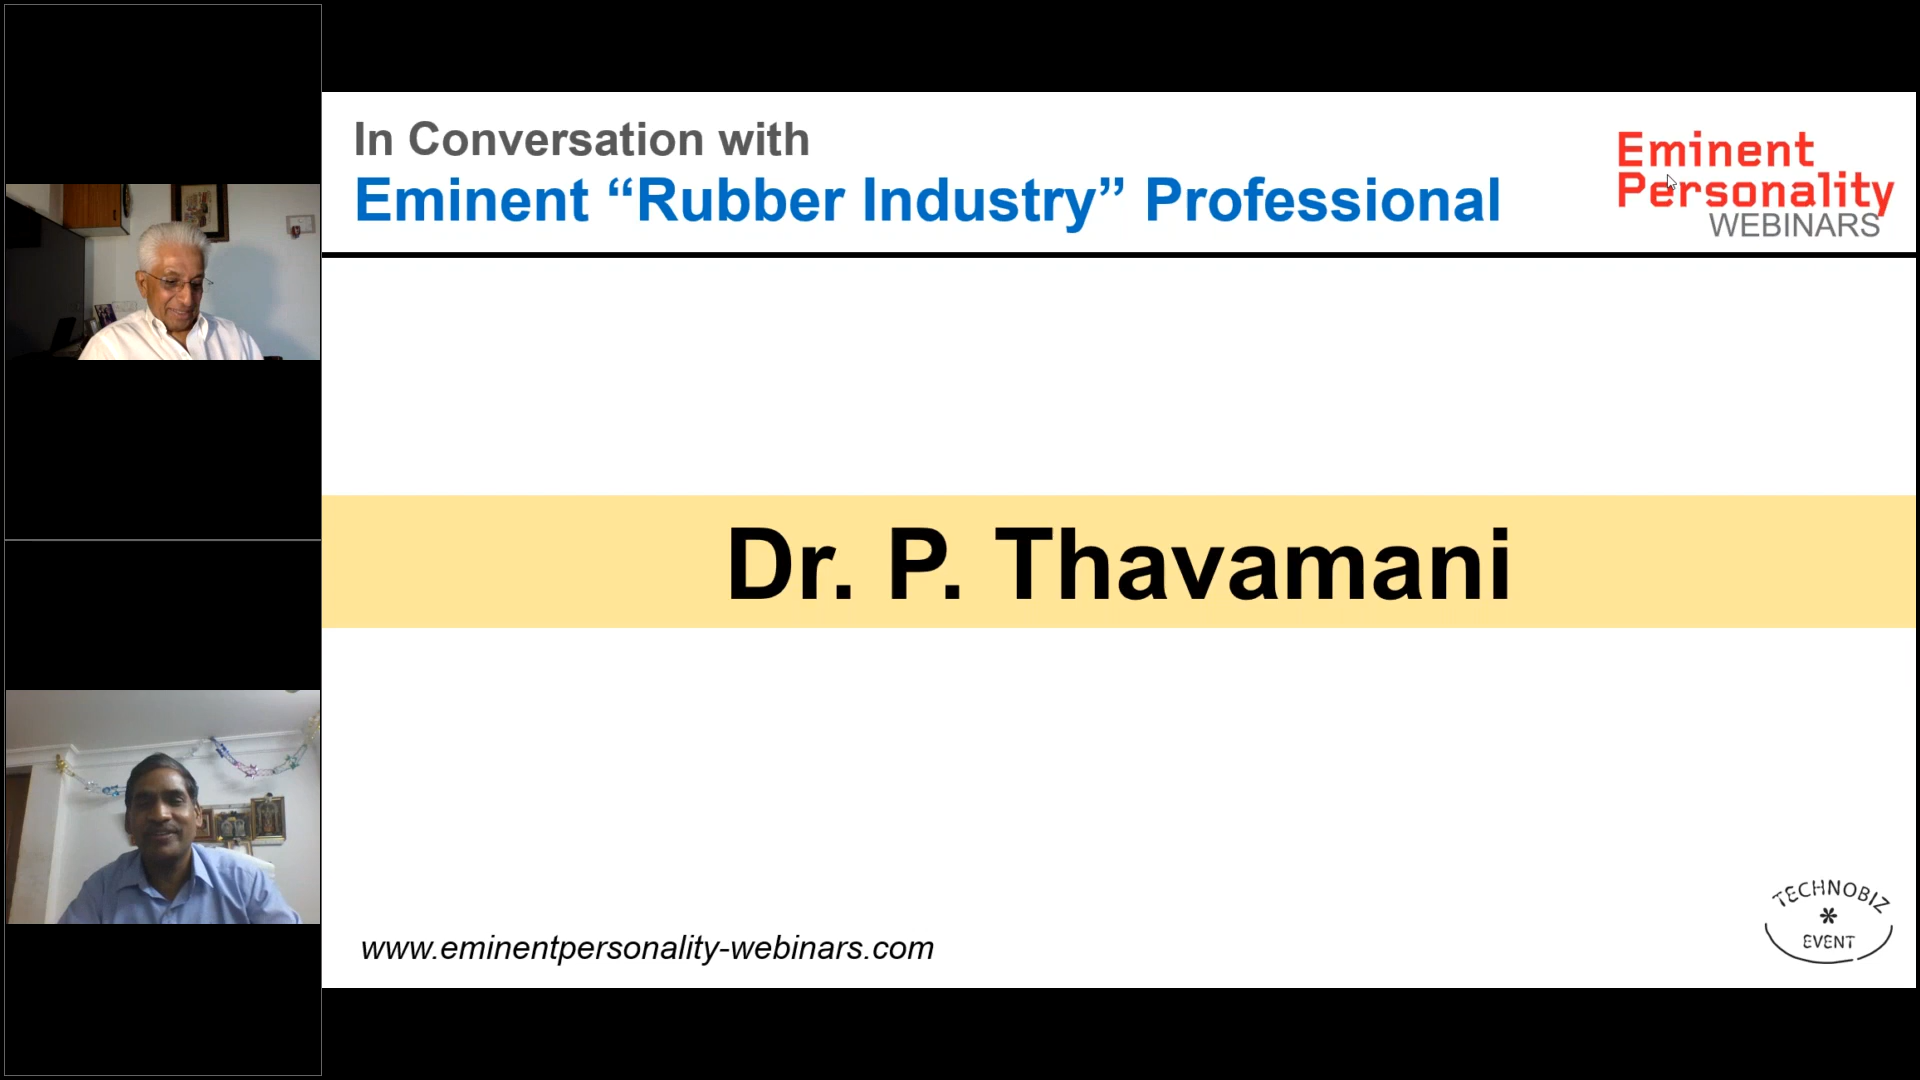 In Conversation with
Eminent “Rubber Industry” Professional
Eminent
Personality
WEBINARS
Dr. P. Thavamani
www.eminentpersonality-webinars.com
TECHNOBIZ
*
EVENT